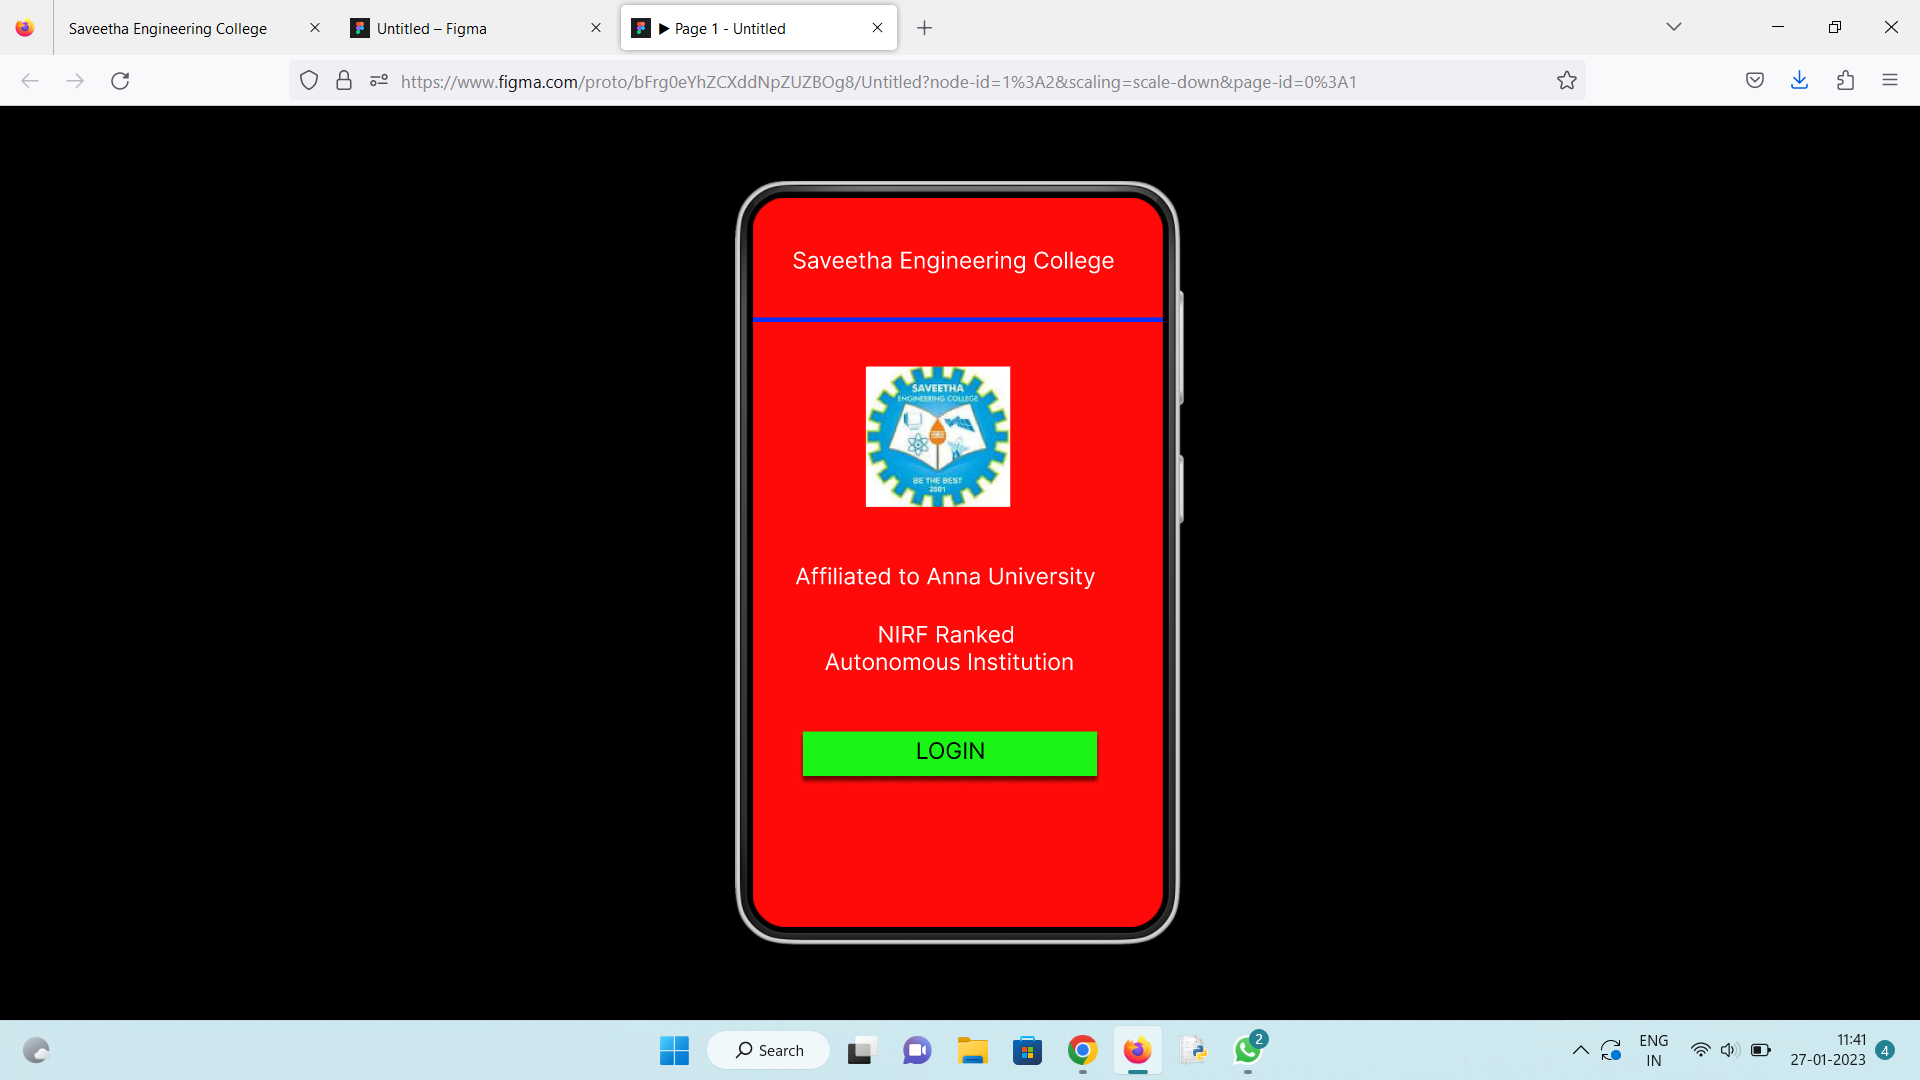 Saveetha Engineering College
Untitled – Figma
▶ Page 1 - Untitled
https://www.figma.com/proto/bFrg0eYhZCXddNpZUZBOg8/Untitled?node-id=1%3A2&scaling=scale-down&page-id=0%3A1
Saveetha Engineering College
SAVEETHA
ENGINEERING COLLEGE
BE THE BEST
2001
Affiliated to Anna University
NIRF Ranked
Autonomous Institution
LOGIN
Search
2
ENG
IN
11:41
27-01-2023
4